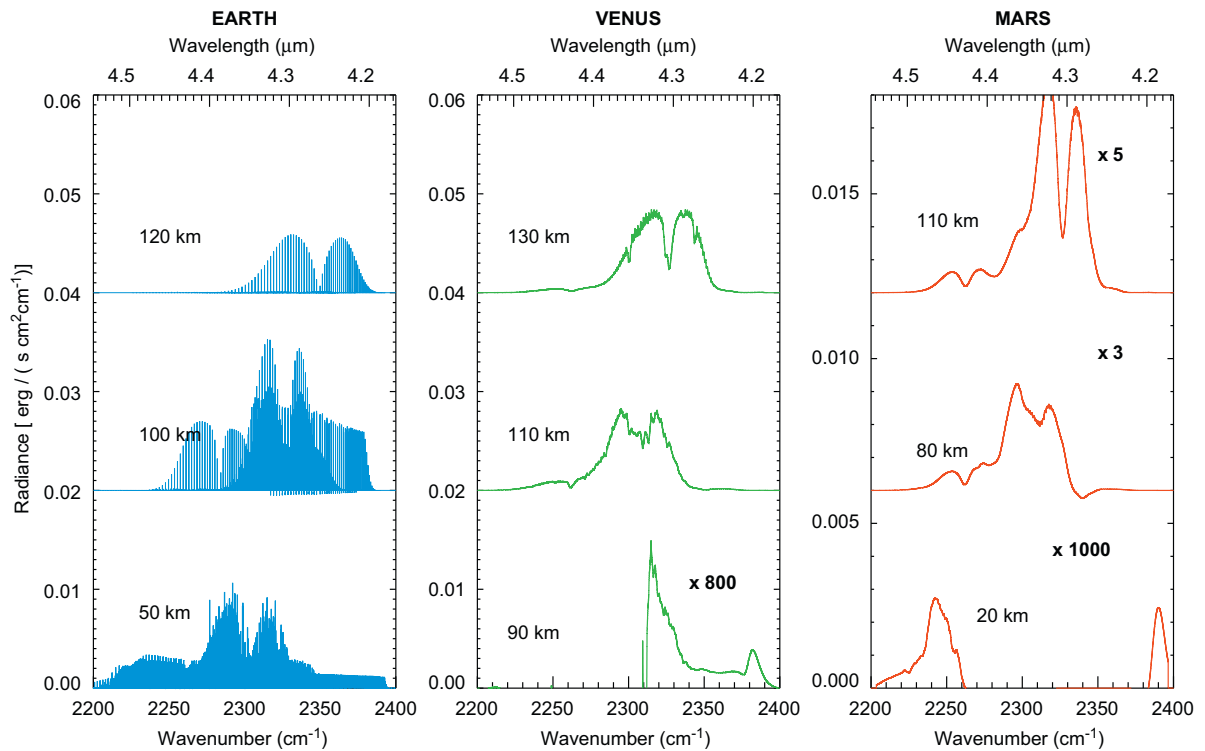 EARTH VENUS MARS
Wavelength (μm) Wavelength (μm) Wavelength (μm)
4.5 4.4 4.3 4.2 4.5 4.4 4.3 4.2 4.5 4.4 4.3 4.2
Radiance [ erg / ( s cm2cm-1)]
0.06
0.05
0.04
0.03
0.02
0.01
0.00
120 km
100 km
50 km
2200 2250 2300 2350 2400
Wavenumber (cm-1)
0.06
0.05
0.04
0.03
0.02
0.01
0.00
130 km
110 km
x 800
90 km
2200 2250 2300 2350 2400
Wavenumber (cm-1)
0.015
0.010
0.005
0.000
x 5
110 km
x 3
80 km
x 1000
20 km
2200 2250 2300 2350 2400
Wavenumber (cm-1)